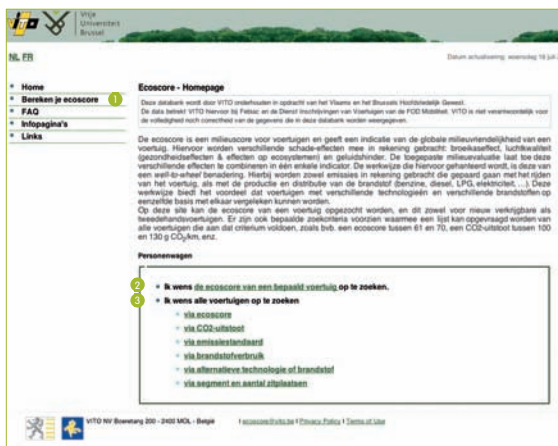 vito
Vrije
Universiteit
Brussel
NL FR
Datum actualisering: woensdag 18 juli
Home
Bereken je ecoscore 1
FAQ
Infopagina's
Links
Ecoscore - Homepage
Deze databank wordt door VITO onderhouden in opdracht van het Vlaams en het Brussels Hoofdstedelijk Gewest.
De data betrekt VITO hiervoor bij Febiac en de Dienst Inschrijvingen van Voertuigen van de FOD Mobiliteit. VITO is niet verantwoordelijk voor
de volledigheid noch correctheid van de gegevens die in deze databank worden weergegeven.
De ecoscore is een milieuscore voor voertuigen en geeft een indicatie van de globale milieuvriendelijkheid van een
voertuig. Hiervoor worden verschillende schade-effecten mee in rekening gebracht: broeikaseffect, luchtkwaliteit
(gezondheidseffecten & effecten op ecosystemen) en geluidshinder. De toegepaste milieuevaluatie laat toe deze
verschillende effecten te combineren in één enkele indicator. De werkwijze die hiervoor gehanteerd wordt, is deze van
een well-to-wheel benadering. Hierbij worden zowel emissies in rekening gebracht die gepaard gaan met het rijden
van het voertuig, als met de productie en distributie van de brandstof (benzine, diesel, LPG, elektriciteit, ...). Deze
werkwijze biedt het voordeel dat voertuigen met verschillende technologieën en verschillende brandstoffen op
eenzelfde basis met elkaar vergeleken kunnen worden.
Op deze site kan de ecoscore van een voertuig opgezocht worden, en dit zowel voor nieuw verkrijgbare als
tweedehandsvoertuigen. Er zijn ook bepaalde zoekcriteria voorzien waarmee een lijst kan opgevraagd worden van
alle voertuigen die aan dat criterium voldoen, zoals bvb. een ecoscore tussen 61 en 70, een CO2-uitstoot tussen 100
en 130 g CO2/km, enz.
Personenwagen
2 Ik wens de ecoscore van een bepaald voertuig op te zoeken.
3 Ik wens alle voertuigen op te zoeken
via ecoscore
via CO2-uitstoot
via emissiestandaard
via brandstofverbruik
via alternatieve technologie of brandstof
via segment en aantal zitplaatsen
VITO NV Boeretang 200 - 2400 MOL - België I ecoscore@vito.be I Privacy Policy I Terms of Use